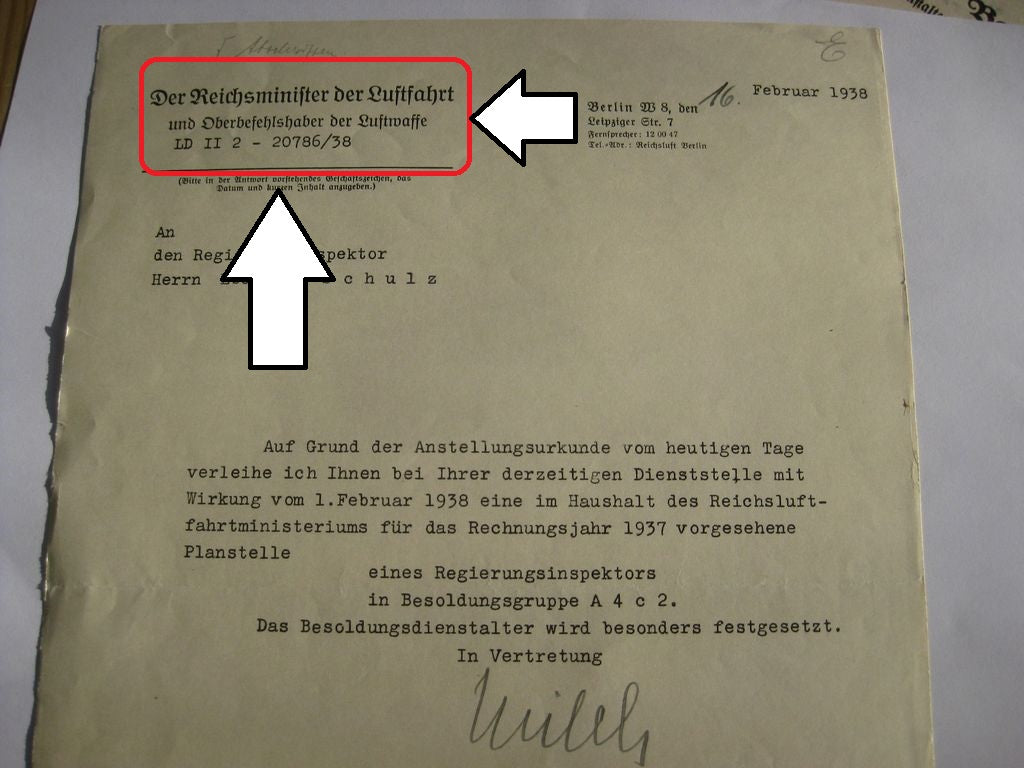 E
Der Reichsminister der Luftfahrt
und Oberbefehlshaber der Luftwaffe
LD II 2 - 20786/38
(Bitte in der Antwort vorstehendes Geschäftszeichen, das
Datum und kurzen Inhalt anzugeben.)
Berlin W 8, den 16. Februar 1938
Leipziger Str. 7
Fernsprecher: 12 00 47
Tel.-Adr.: Reichsluft Berlin
An
den
Herrn
Auf Grund der Anstellungsurkunde vom heutigen Tage
verleihe ich Ihnen bei Ihrer derzeitigen Dienststelle mit
Wirkung vom 1.Februar 1938 eine im Haushalt des Reichsluft-
fahrtministeriums für das Rechnungsjahr 1937 vorgesehene
Planstelle
eines Regierungsinspektors
in Besoldungsgruppe A 4 c 2.
Das Besoldungsdienstalter wird besonders festgesetzt.
In Vertretung
Milch